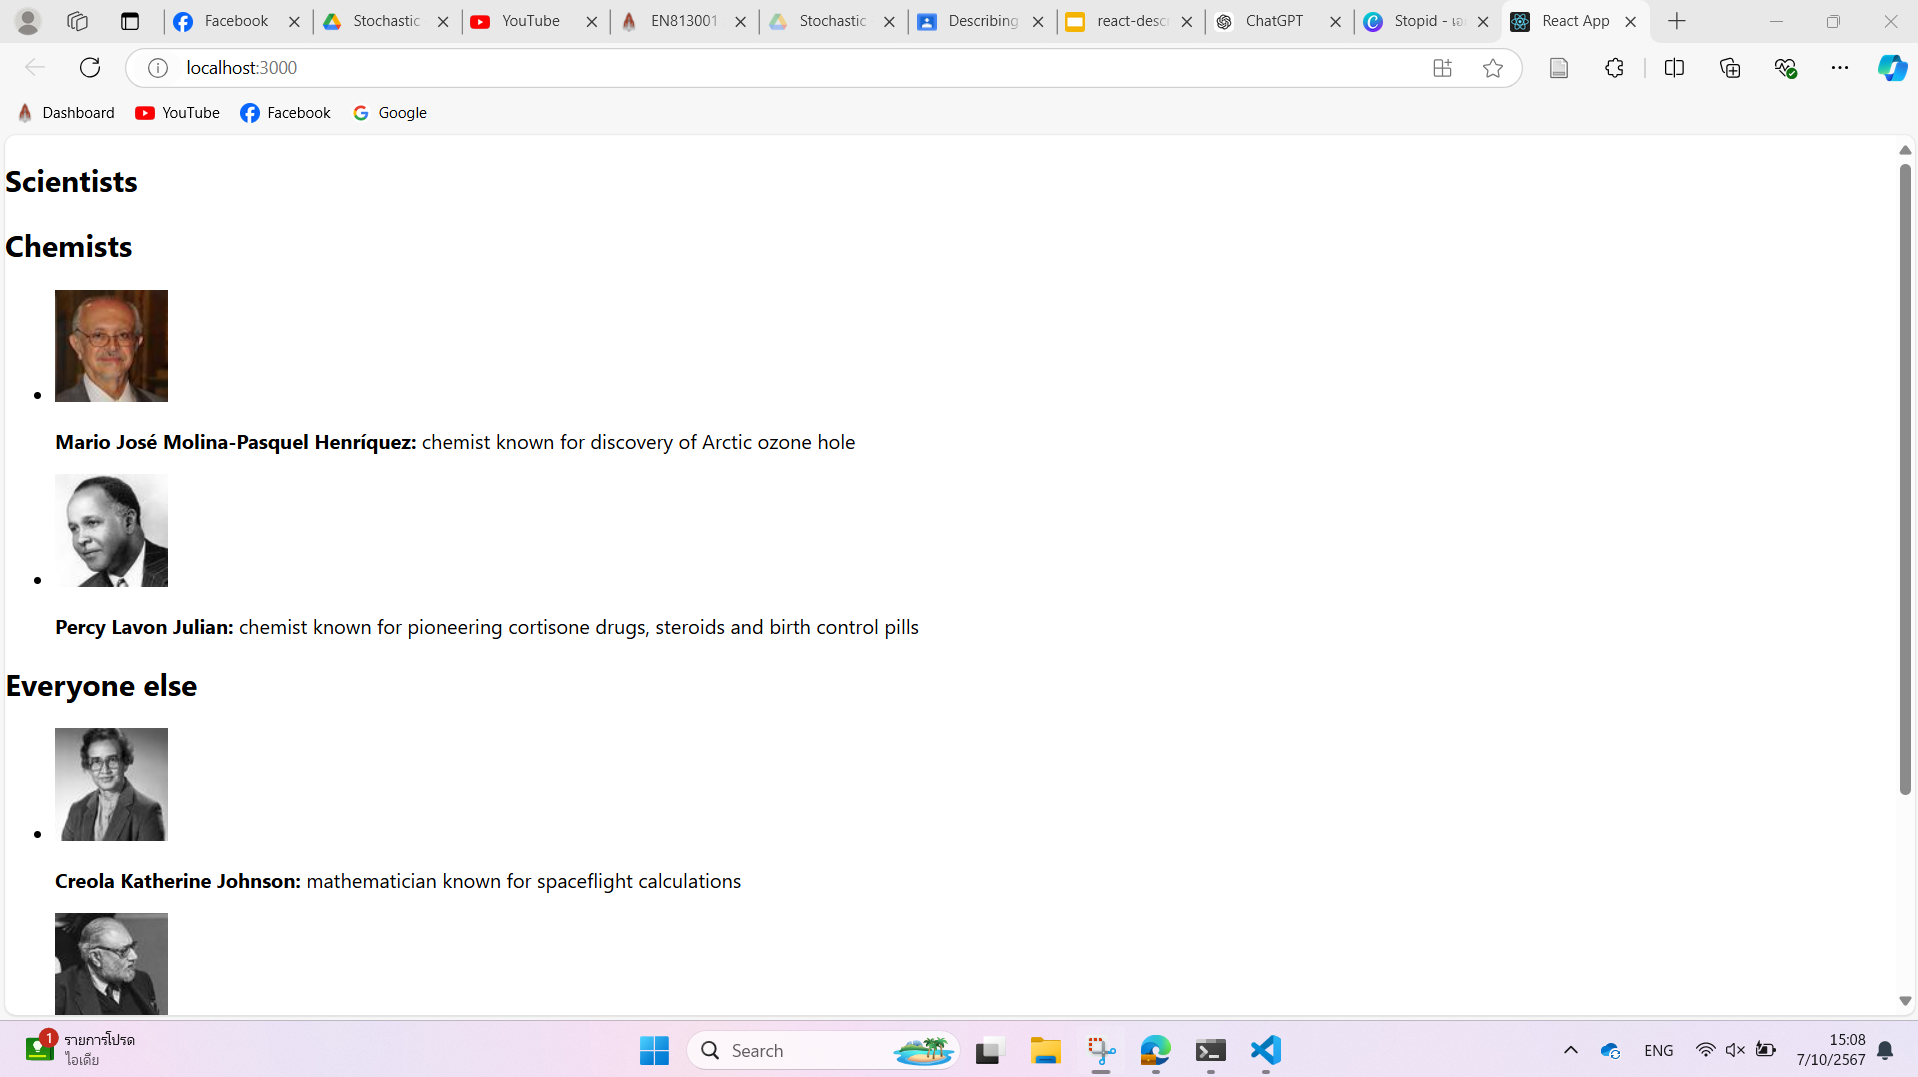 Facebook
Stochastic
YouTube
EN813001
Stochastic
Describing
react-descr
ChatGPT
Stopid - เอ
React App
localhost:3000
Dashboard
YouTube
Facebook
Google
Scientists
Chemists
Mario José Molina-Pasquel Henríquez: chemist known for discovery of Arctic ozone hole
Percy Lavon Julian: chemist known for pioneering cortisone drugs, steroids and birth control pills
Everyone else
Creola Katherine Johnson: mathematician known for spaceflight calculations
1
รายการโปรด
ไอเดีย
Search
ENG
15:08
7/10/2567